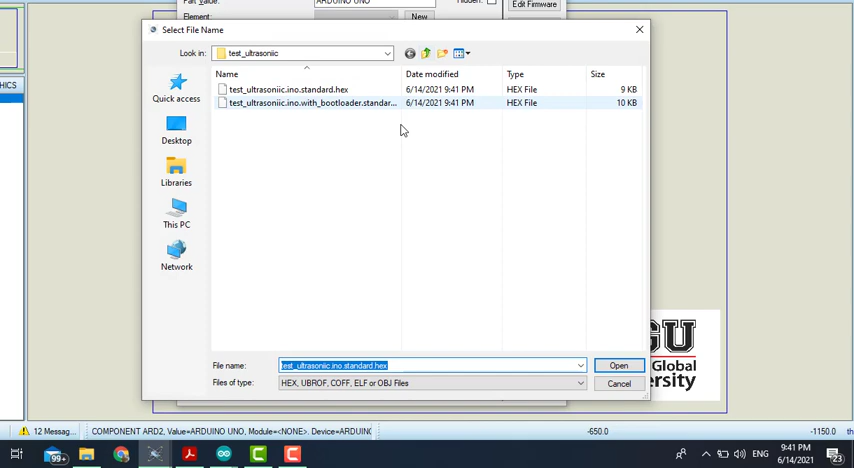 Part Value:
ARDUINO UNO
Hidden:
Edit Firmware
Element:
New
Select File Name
Look in:
test_ultrasoniic
HICS
Name
Date modified
Type
Size
test_ultrasoniic.ino.standard.hex
6/14/2021 9:41 PM
HEX File
9 KB
test_ultrasoniic.ino.with_bootloader.standar...
6/14/2021 9:41 PM
HEX File
10 KB
Quick access
Desktop
Libraries
This PC
Network
GU
Global
ersity
File name:
test_ultrasoniic.ino.standard.hex
Open
Files of type:
HEX, UBROF, COFF, ELF or OBJ Files
Cancel
12 Messag...
COMPONENT ARD2, Value=ARDUINO UNO, Module=<NONE>. Device=ARDUINO
-650.0
-1150.0
th
99+
ENG
9:41 PM
6/14/2021
23